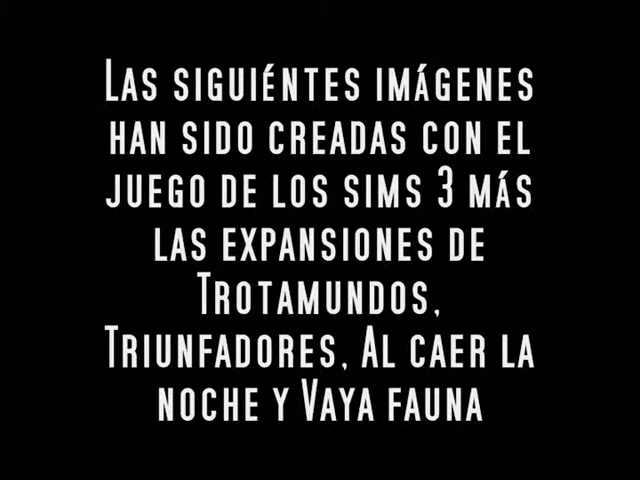 Las siguiéntes imágenes
han sido creadas con el
juego de los sims 3 más
las expansiones de
Trotamundos,
Triunfadores, Al caer la
noche y Vaya fauna